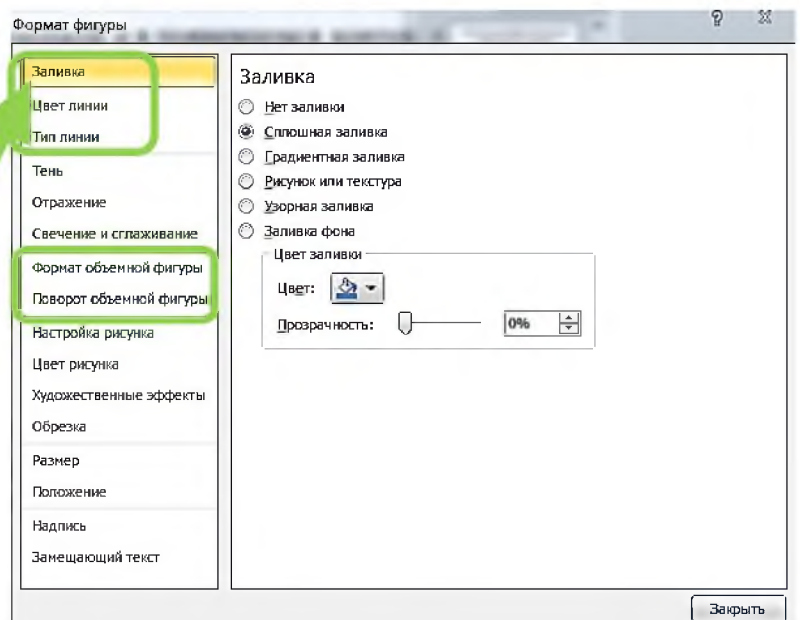 Формат фигуры
Заливка
Цвет линии
Тип линии
Тень
Отражение
Свечение и сглаживание
Формат объемной фигуры
Поворот объемной фигуры
Настройка рисунка
Цвет рисунка
Художественные эффекты
Обрезка
Размер
Положение
Надпись
Замещающий текст
Заливка
Нет заливки
Сплошная заливка
Градиентная заливка
Рисунок или текстура
Узорная заливка
Заливка фона
Цвет заливки
Цвет:
Прозрачность: 0%
Закрыть